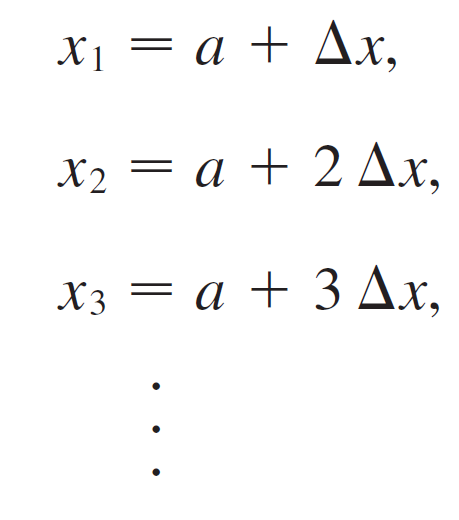 x₁ = a + Δx,
x₂ = a + 2 Δx,
x₃ = a + 3 Δx,
⋮